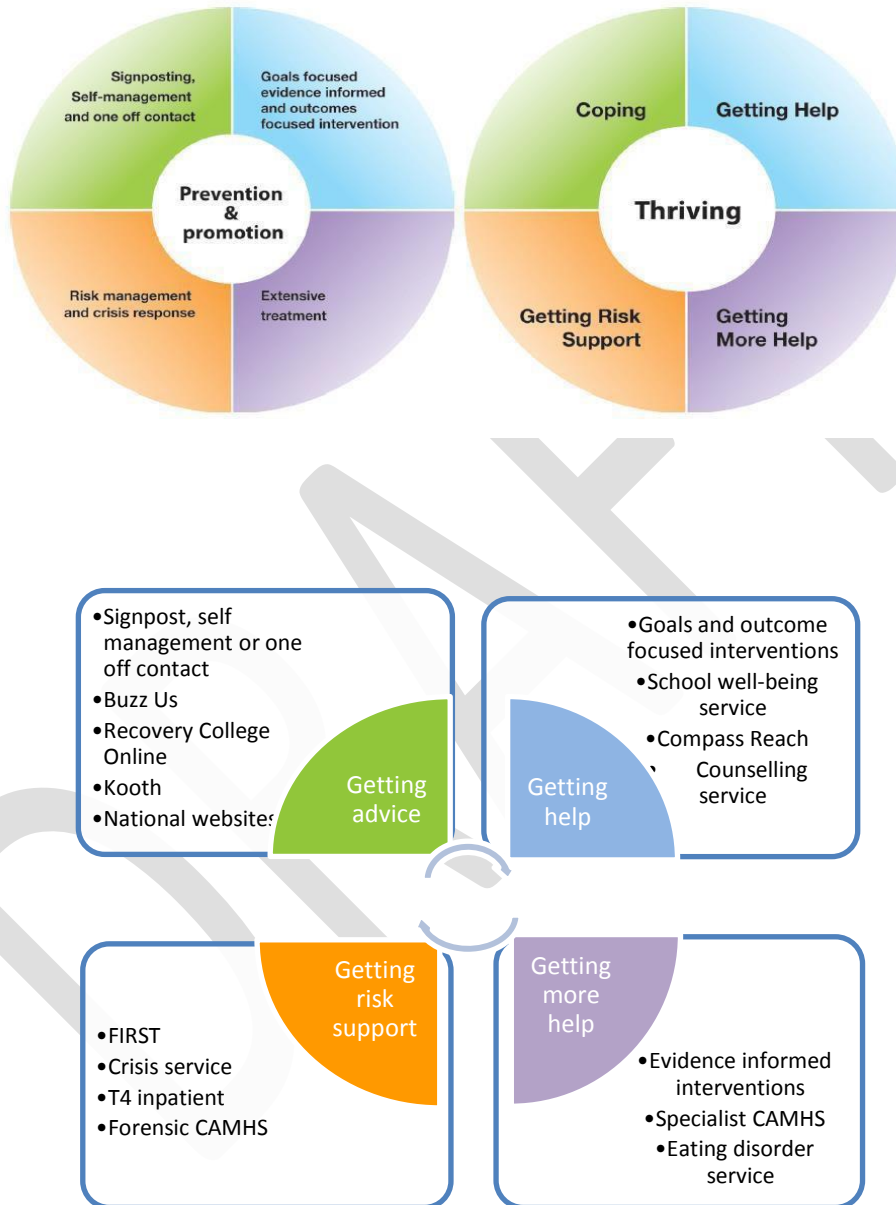 Signposting,
Self-management
and one off contact
Goals focused
evidence informed
and outcomes
focused intervention
Prevention
&
promotion
Risk management
and crisis response
Extensive
treatment
Coping
Getting Help
Thriving
Getting Risk
Support
Getting
More Help
•Signpost, self
management or one
off contact
•Buzz Us
•Recovery College
Online
•Kooth
•National websites
Getting
advice
•Goals and outcome
focused interventions
•School well-being
service
•Compass Reach
• Counselling
service
Getting
help
•FIRST
•Crisis service
•T4 inpatient
•Forensic CAMHS
Getting
risk
support
Getting
more
help
•Evidence informed
interventions
•Specialist CAMHS
•Eating disorder
service
DRAFT